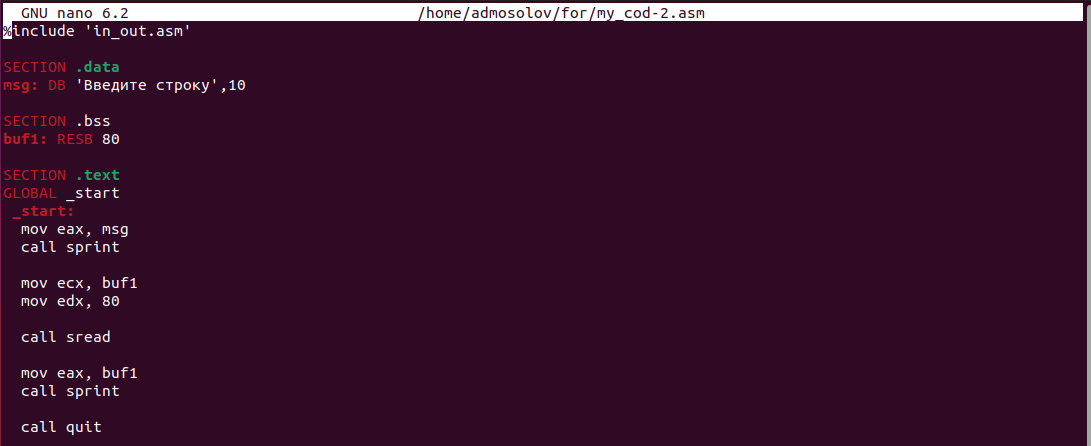 GNU nano 6.2 /home/admosolov/for/my_cod-2.asm
%include 'in_out.asm'
SECTION .data
msg: DB 'Введите строку',10
SECTION .bss
buf1: RESB 80
SECTION .text
GLOBAL _start
_start:
mov eax, msg
call sprint
mov ecx, buf1
mov edx, 80
call sread
mov eax, buf1
call sprint
call quit